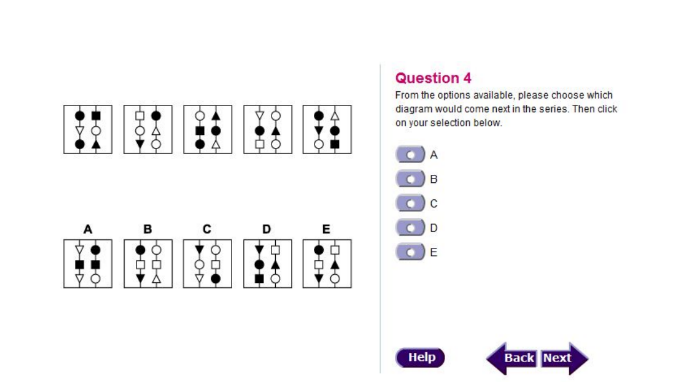 Question 4
From the options available, please choose which
diagram would come next in the series. Then click
on your selection below.
A
B
C
D
E
A B C D E
Help
Back Next